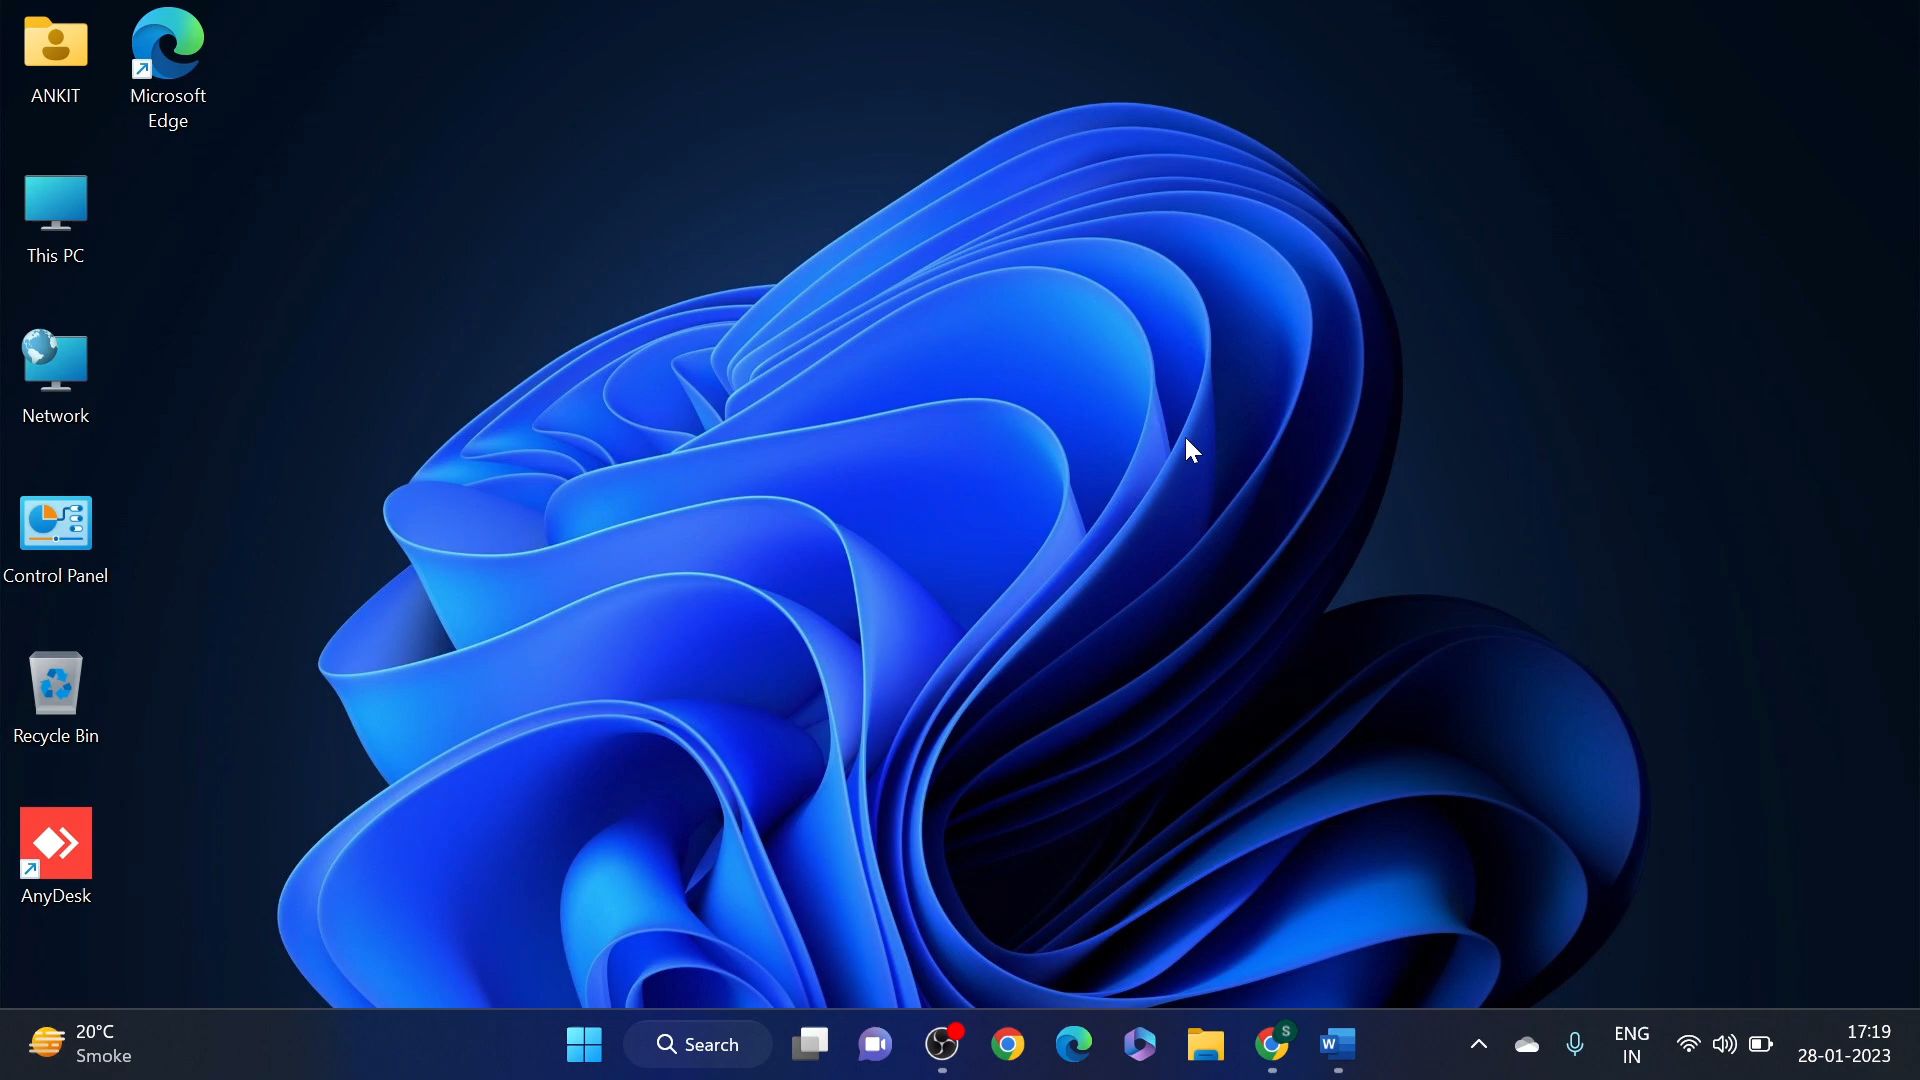 ANKIT
Microsoft
Edge
This PC
Network
Control Panel
Recycle Bin
AnyDesk
20°C
Smoke
Search
S
W
ENG
IN
17:19
28-01-2023